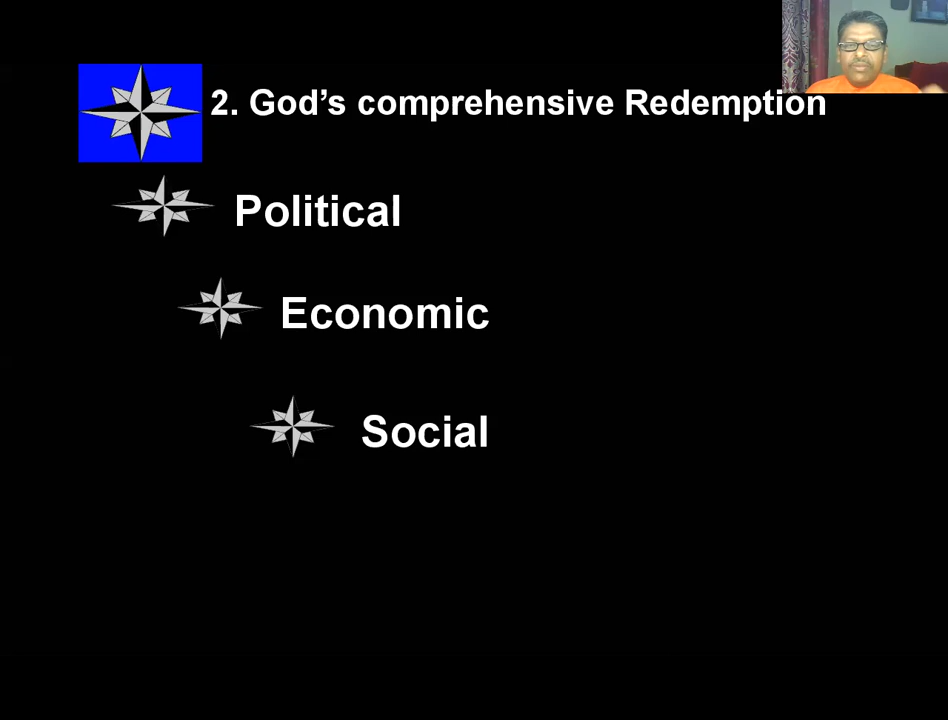 2. God’s comprehensive Redemption
Political
Economic
Social